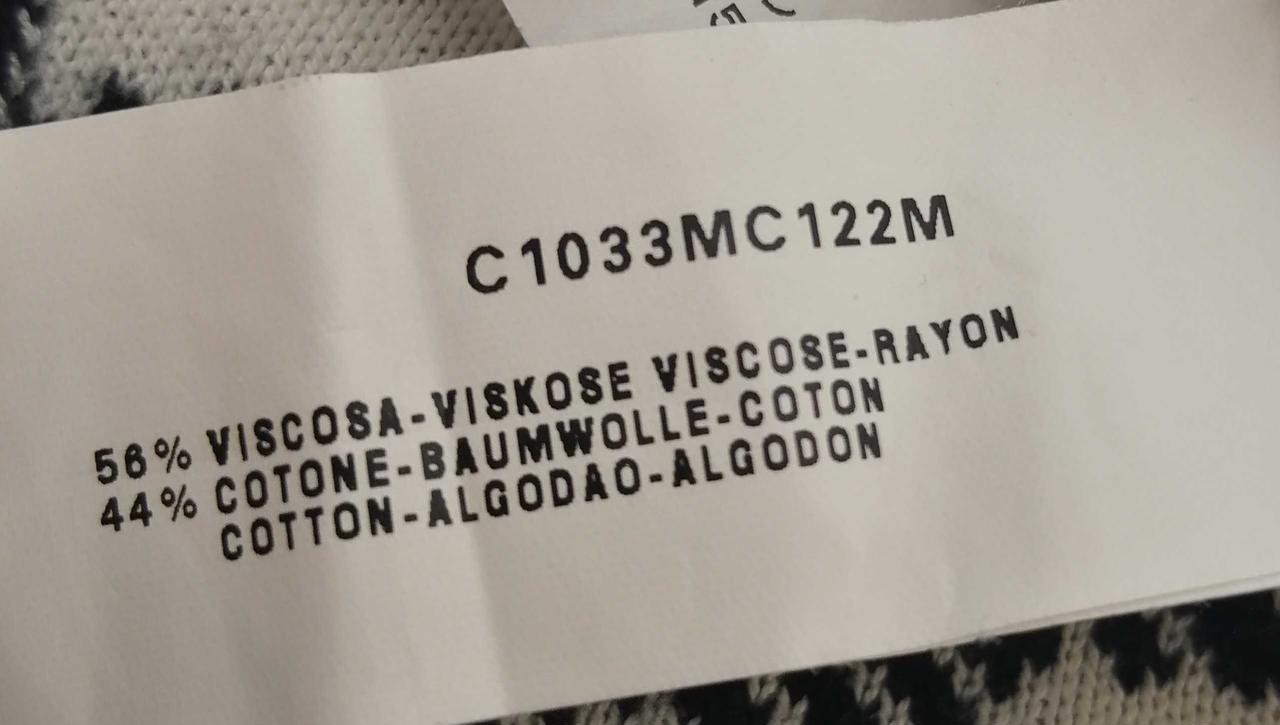 C1033MC122M
56% VISCOSA-VISKOSE VISCOSE-RAYON
44% COTONE-BAUMWOLLE-COTON
COTTON-ALGODAO-ALGODON